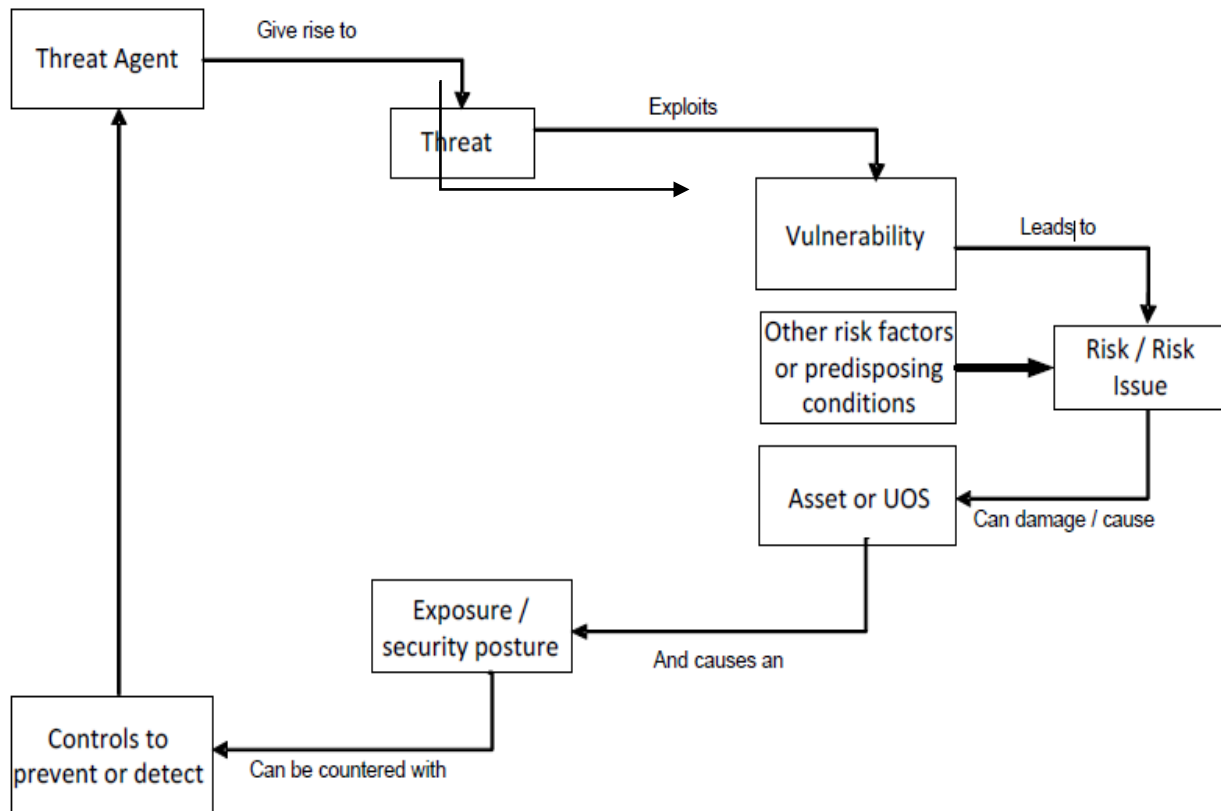 Give rise to
Threat Agent
Exploits
Threat
Leads to
Vulnerability
Other risk factors
or predisposing
conditions
Risk / Risk
Issue
Asset or UOS
Can damage / cause
Exposure /
security posture
And causes an
Controls to
prevent or detect
Can be countered with